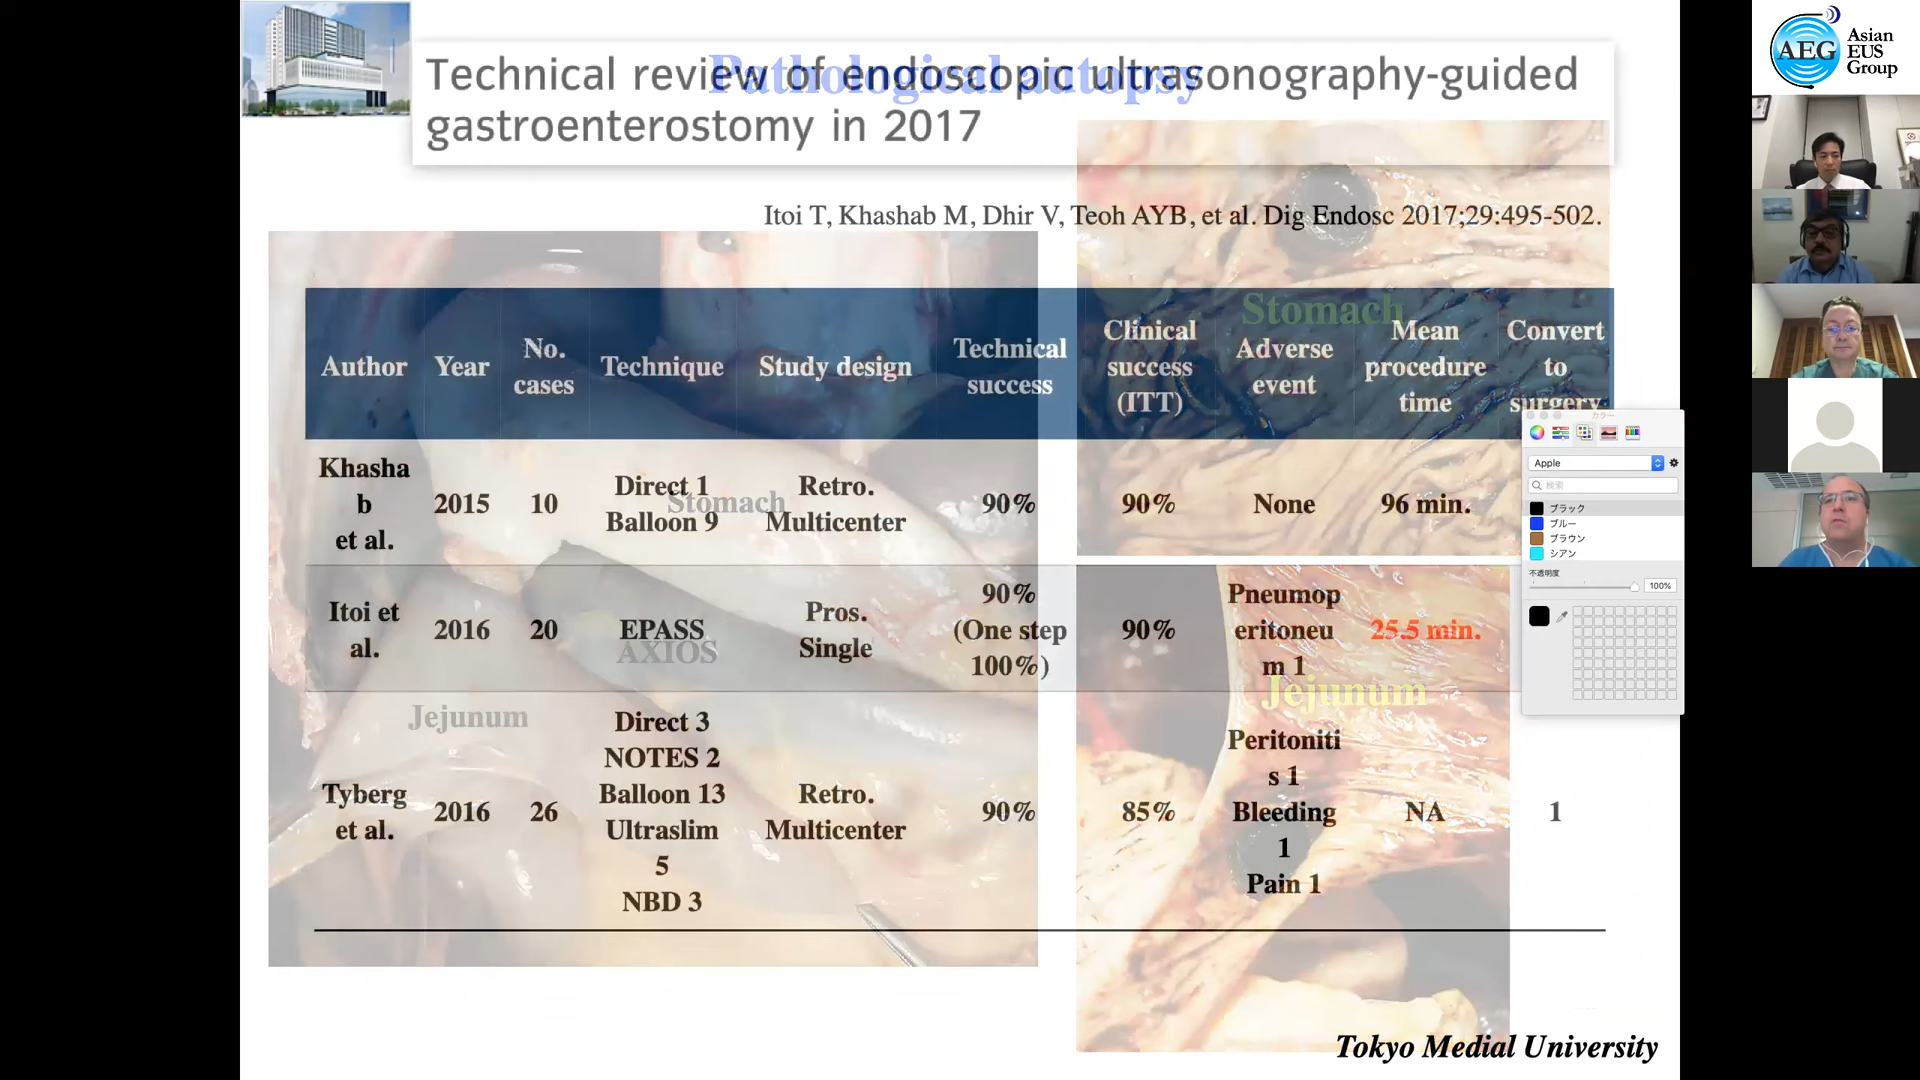 Pathological autopsy
Technical review of endoscopic ultrasonography-guided
gastroenterostomy in 2017
Itoi T, Khashab M, Dhir V, Teoh AYB, et al. Dig Endosc 2017;29:495-502.
Author
Year
No.
cases
Technique
Study design
Technical
success
Clinical
success
(ITT)
Adverse
event
Mean
procedure
time
Convert
to
surgery
Stomach
Khasha
b
et al.
2015
10
Direct 1
Balloon 9
Retro.
Multicenter
90%
90%
None
96 min.
Stomach
Itoi et
al.
2016
20
EPASS
Pros.
Single
90%
(One step
100%)
90%
Pneumop
eritoneu
m 1
25.5 min.
AXIOS
Jejunum
Jejunum
Tyberg
et al.
2016
26
Direct 3
NOTES 2
Balloon 13
Ultraslim
5
NBD 3
Retro.
Multicenter
90%
85%
Peritoniti
s 1
Bleeding
1
Pain 1
NA
1
Tokyo Medial University
カラー
Apple
検索
ブラック
ブルー
ブラウン
シアン
不透明度
100%
AEG
Asian
EUS
Group